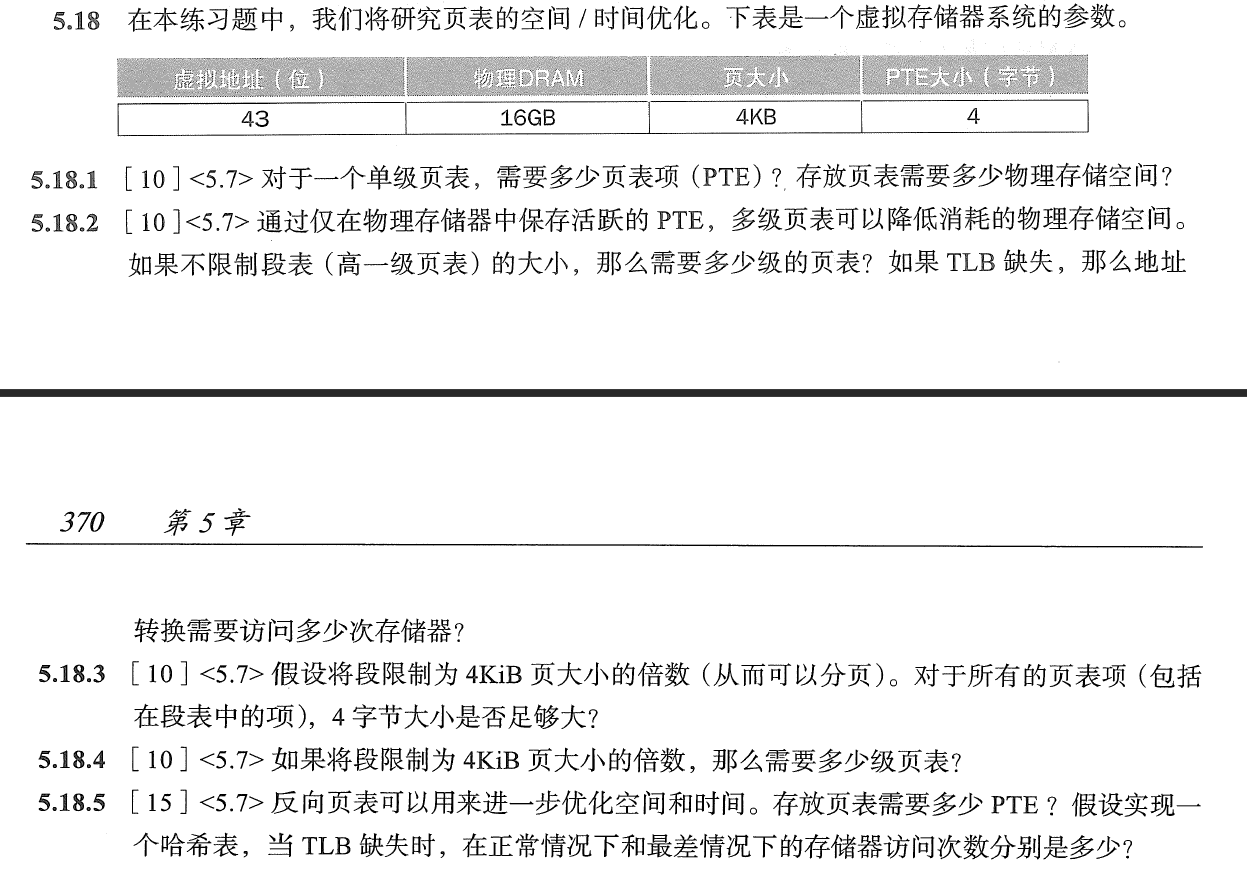 5.18 在本练习题中，我们将研究页表的空间 / 时间优化。下表是一个虚拟存储器系统的参数。
虚拟地址（位） 物理DRAM 页大小 PTE大小（字节）
43 16GB 4KB 4
5.18.1 ［10］<5.7> 对于一个单级页表，需要多少页表项（PTE）？存放页表需要多少物理存储空间？
5.18.2 ［10］<5.7> 通过仅在物理存储器中保存活跃的 PTE，多级页表可以降低消耗的物理存储空间。
如果不限制段表（高一级页表）的大小，那么需要多少级的页表？如果 TLB 缺失，那么地址
370 第 5 章
转换需要访问多少次存储器？
5.18.3 ［10］<5.7> 假设将段限制为 4KiB 页大小的倍数（从而可以分页）。对于所有的页表项（包括
在段表中的项），4 字节大小是否足够大？
5.18.4 ［10］<5.7> 如果将段限制为 4KiB 页大小的倍数，那么需要多少级页表？
5.18.5 ［15］<5.7> 反向页表可以用来进一步优化空间和时间。存放页表需要多少 PTE？假设实现一
个哈希表，当 TLB 缺失时，在正常情况下和最差情况下的存储器访问次数分别是多少？